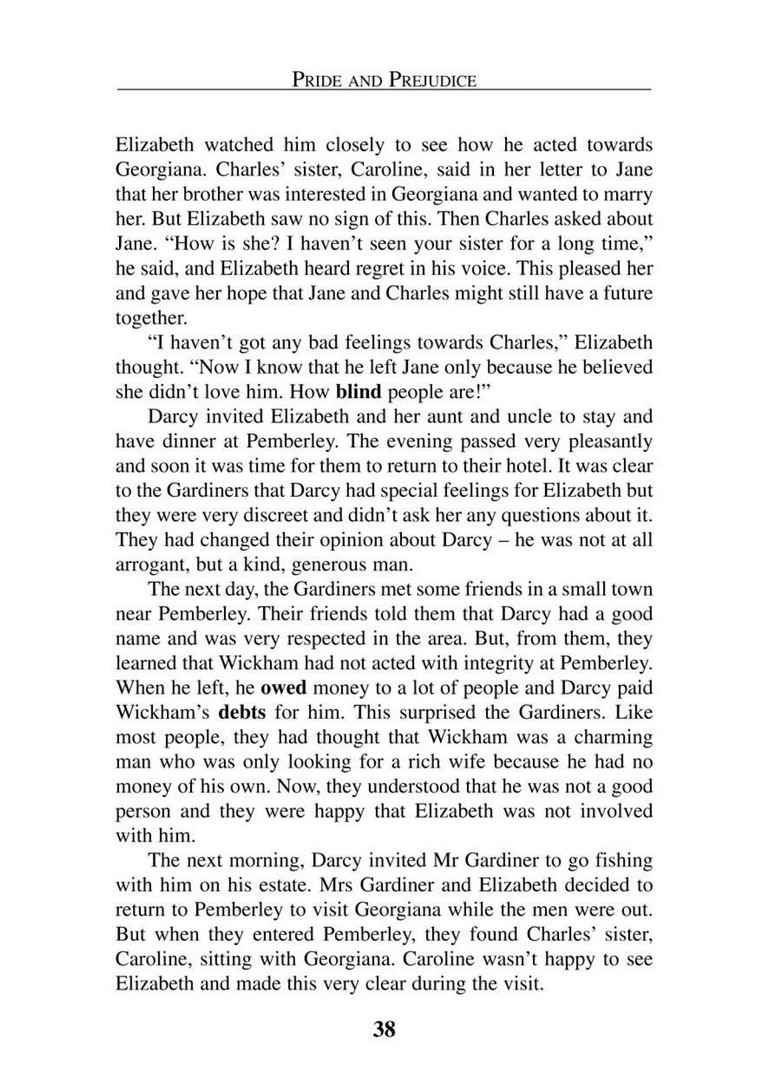 PRIDE AND PREJUDICE
Elizabeth watched him closely to see how he acted towards
Georgiana. Charles’ sister, Caroline, said in her letter to Jane
that her brother was interested in Georgiana and wanted to marry
her. But Elizabeth saw no sign of this. Then Charles asked about
Jane. “How is she? I haven’t seen your sister for a long time,”
he said, and Elizabeth heard regret in his voice. This pleased her
and gave her hope that Jane and Charles might still have a future
together.
“I haven’t got any bad feelings towards Charles,” Elizabeth
thought. “Now I know that he left Jane only because he believed
she didn’t love him. How blind people are!”
Darcy invited Elizabeth and her aunt and uncle to stay and
have dinner at Pemberley. The evening passed very pleasantly
and soon it was time for them to return to their hotel. It was clear
to the Gardiners that Darcy had special feelings for Elizabeth but
they were very discreet and didn’t ask her any questions about it.
They had changed their opinion about Darcy – he was not at all
arrogant, but a kind, generous man.
The next day, the Gardiners met some friends in a small town
near Pemberley. Their friends told them that Darcy had a good
name and was very respected in the area. But, from them, they
learned that Wickham had not acted with integrity at Pemberley.
When he left, he owed money to a lot of people and Darcy paid
Wickham’s debts for him. This surprised the Gardiners. Like
most people, they had thought that Wickham was a charming
man who was only looking for a rich wife because he had no
money of his own. Now, they understood that he was not a good
person and they were happy that Elizabeth was not involved
with him.
The next morning, Darcy invited Mr Gardiner to go fishing
with him on his estate. Mrs Gardiner and Elizabeth decided to
return to Pemberley to visit Georgiana while the men were out.
But when they entered Pemberley, they found Charles’ sister,
Caroline, sitting with Georgiana. Caroline wasn’t happy to see
Elizabeth and made this very clear during the visit.
38